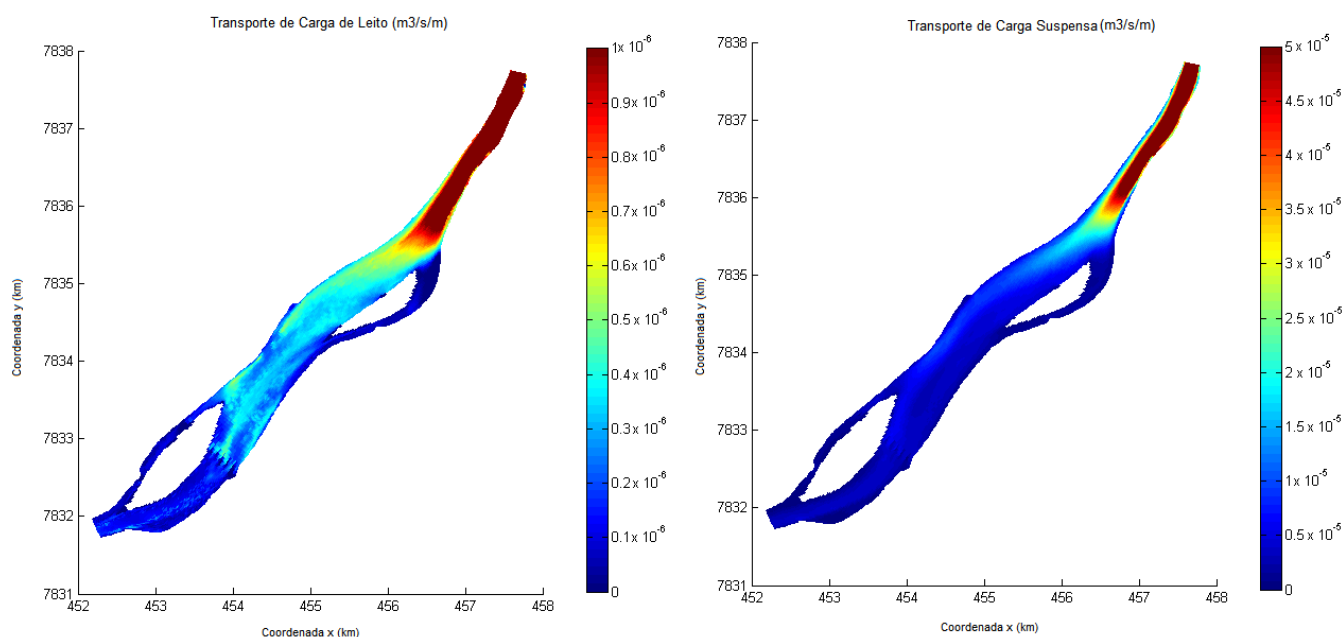 Transporte de Carga de Leito (m3/s/m)
7838
7837
7836
7835
7834
7833
7832
7831
452
453
454
455
456
457
458
Coordenada y (km)
Coordenada x (km)
1x 10-6
0.9x 10-6
0.8x 10-6
0.7x 10-6
0.6x 10-6
0.5x 10-6
0.4x 10-6
0.3x 10-6
0.2x 10-6
0.1x 10-6
0
Transporte de Carga Suspensa (m3/s/m)
7838
7837
7836
7835
7834
7833
7832
7831
452
453
454
455
456
457
458
Coordenada y (km)
Coordenada x (km)
5 x 10-5
4.5x 10-5
4 x 10-5
3.5x 10-5
3 x 10-5
2.5x 10-5
2 x 10-5
1.5x 10-5
1 x 10-5
0.5x 10-5
0